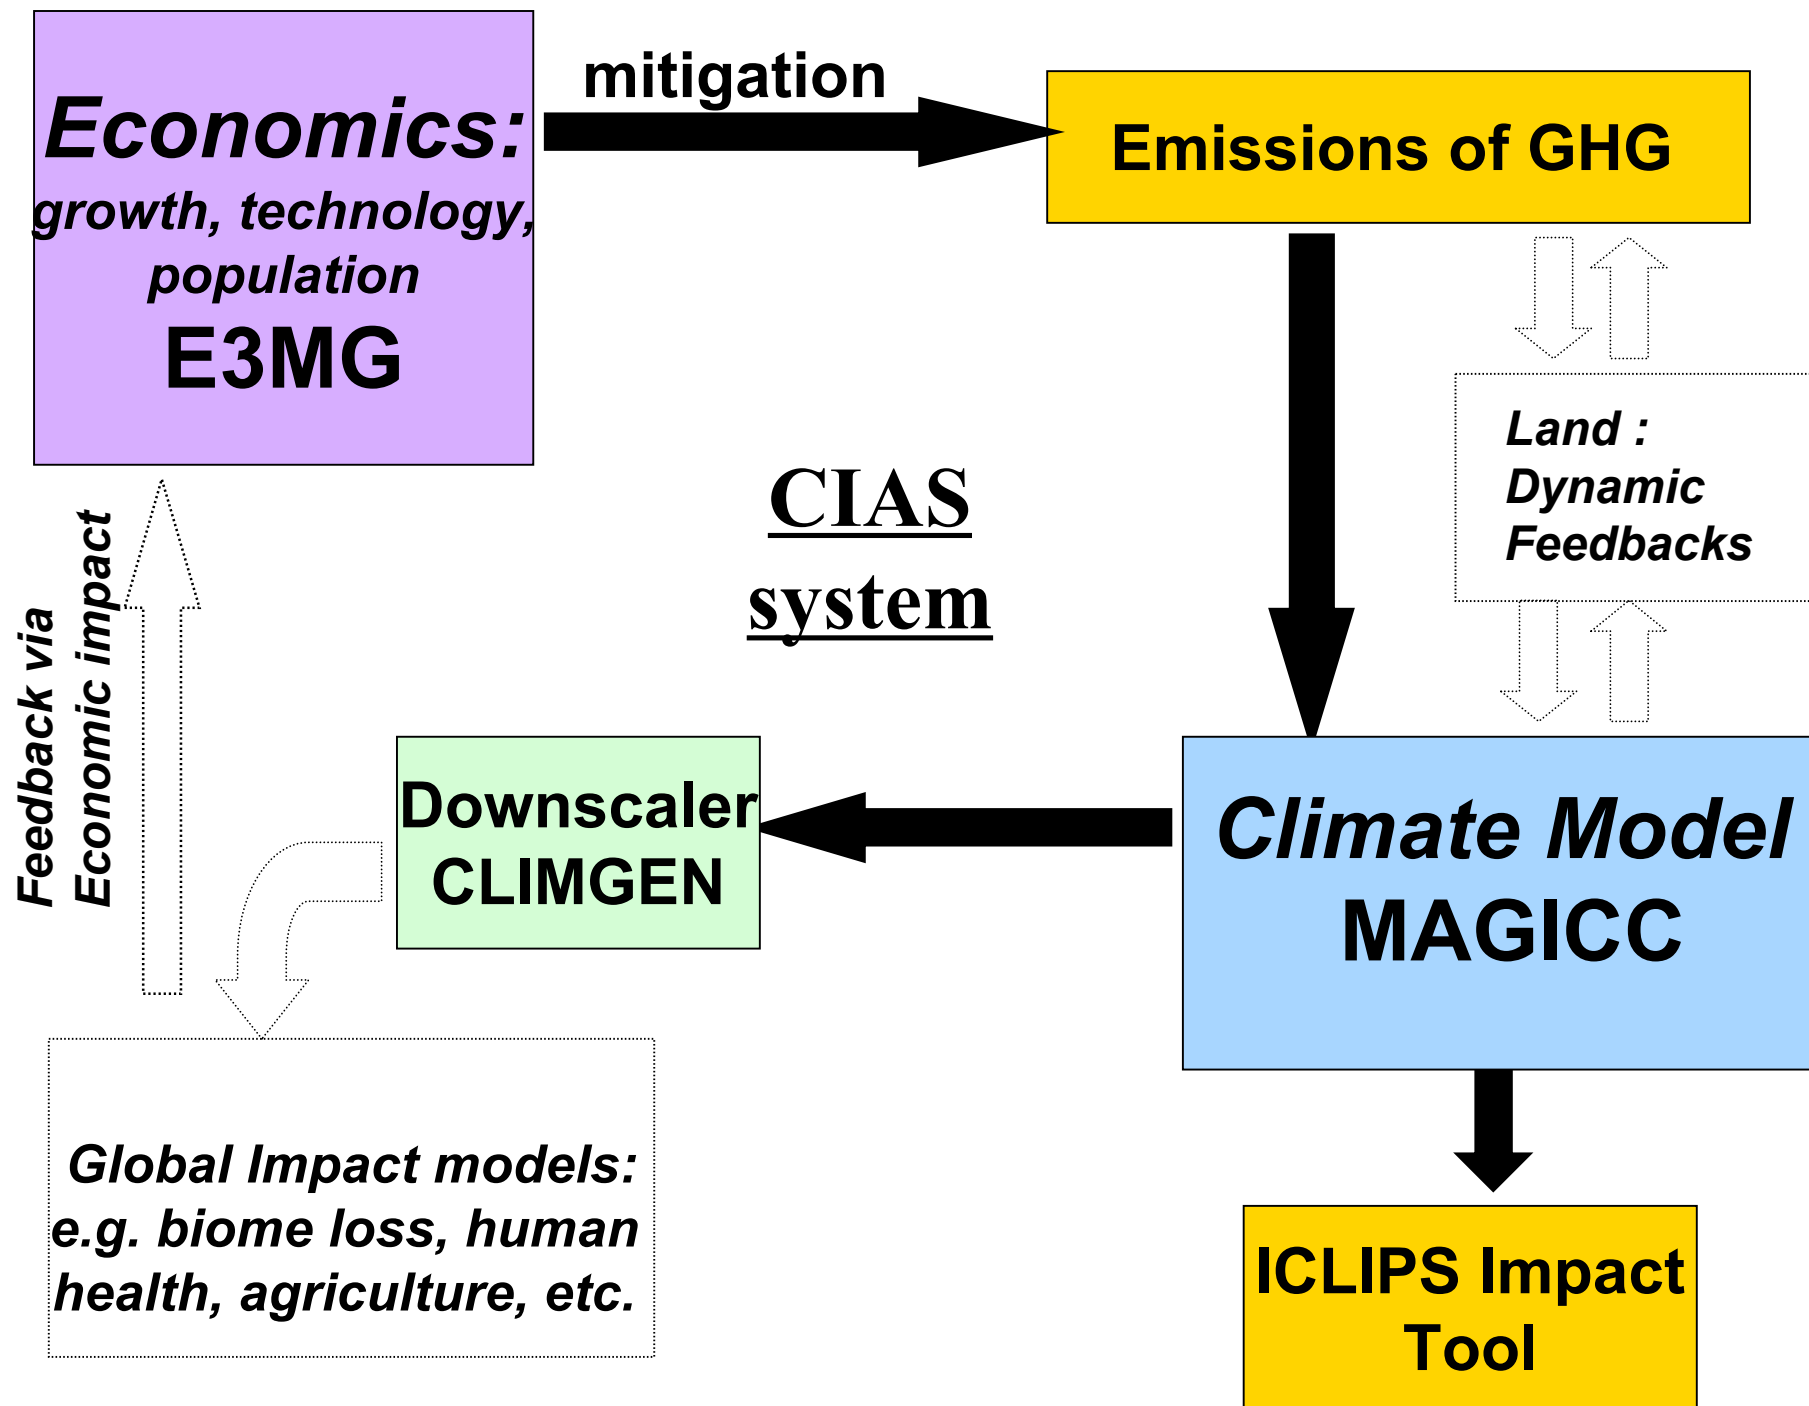 Economics:
growth, technology,
population
E3MG
mitigation
Emissions of GHG
Land :
Dynamic
Feedbacks
CIAS
system
Feedback via
Economic impact
Downscaler
CLIMGEN
Climate Model
MAGICC
Global Impact models:
e.g. biome loss, human
health, agriculture, etc.
ICLIPS Impact
Tool